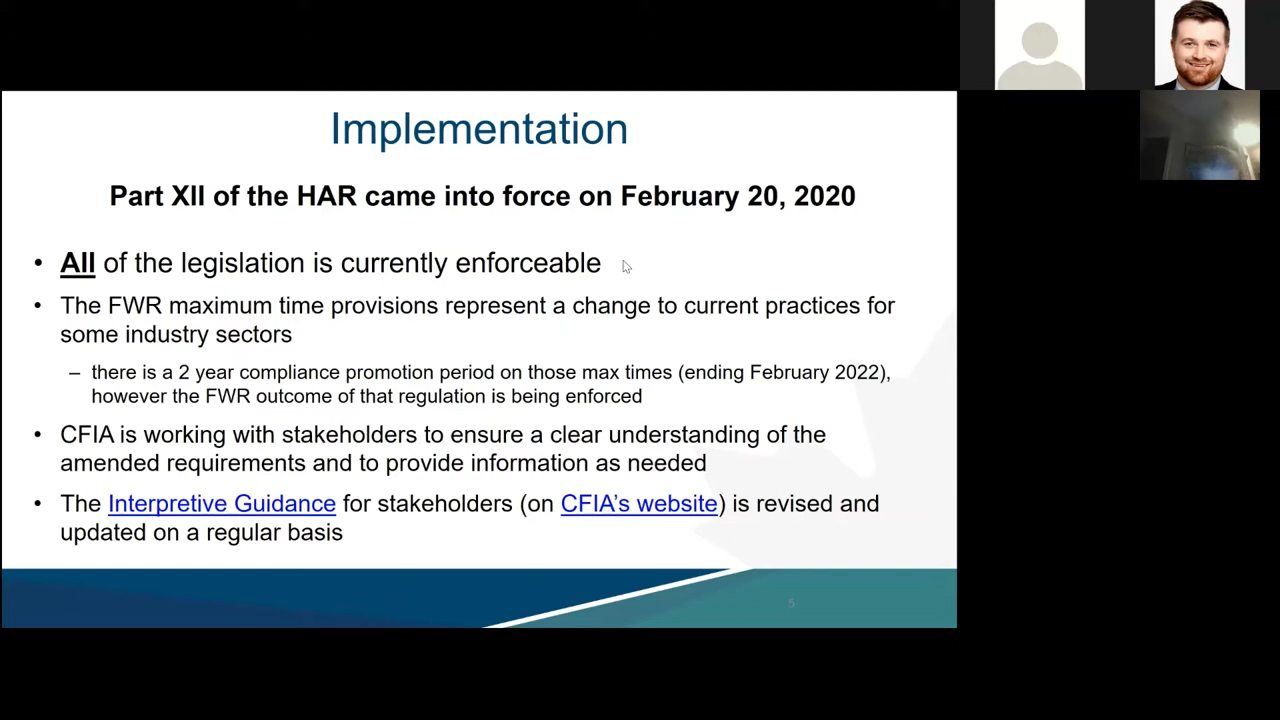 Implementation
Part XII of the HAR came into force on February 20, 2020
• All of the legislation is currently enforceable
• The FWR maximum time provisions represent a change to current practices for
some industry sectors
– there is a 2 year compliance promotion period on those max times (ending February 2022),
however the FWR outcome of that regulation is being enforced
• CFIA is working with stakeholders to ensure a clear understanding of the
amended requirements and to provide information as needed
• The Interpretive Guidance for stakeholders (on CFIA's website) is revised and
updated on a regular basis
5